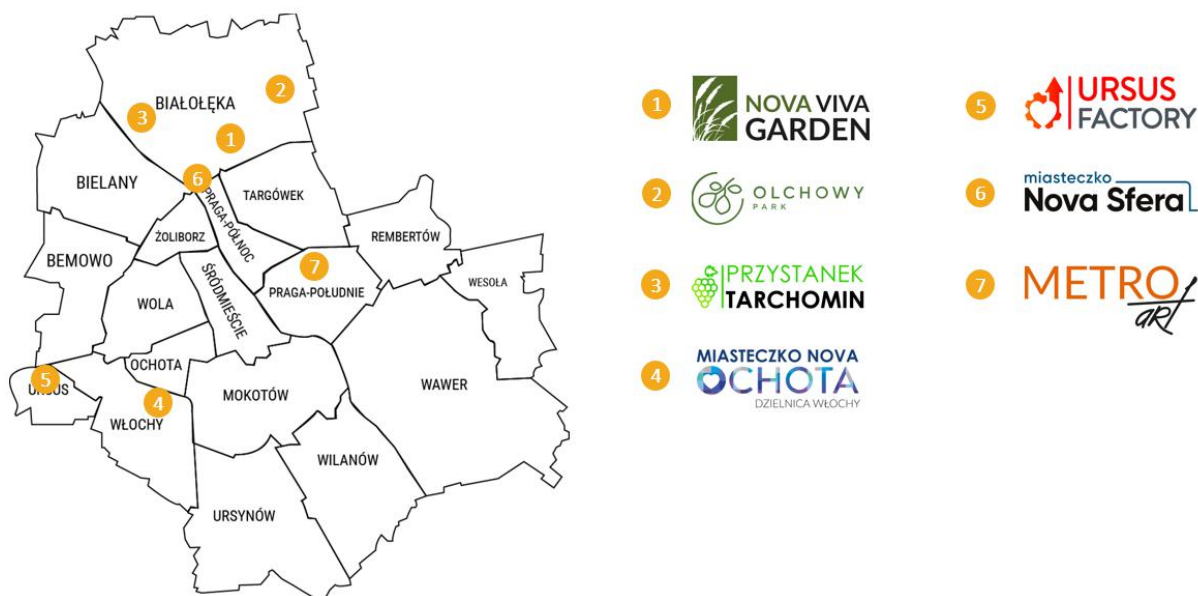 2
BIAŁOŁĘKA
3
1
6
BIELANY
PRAGA-PÓŁNOC
TARGÓWEK
ŻOLIBORZ
REMBERTÓW
BEMOWO
7
WESOŁA
PRAGA-POŁUDNIE
WOLA
ŚRÓDMIEŚCIE
OCHOTA
5
URSUS
MOKOTÓW
WAWER
4
WŁOCHY
WILANÓW
URSYNÓW
1
NOVA VIVA
GARDEN
2
OLCHOWY
PARK
3
PRZYSTANEK
TARCHOMIN
4
MIASTECZKO NOVA
OCHOTA
DZIELNICA WŁOCHY
5
URSUS
FACTORY
6
miasteczko
Nova Sfera
7
METRO
art